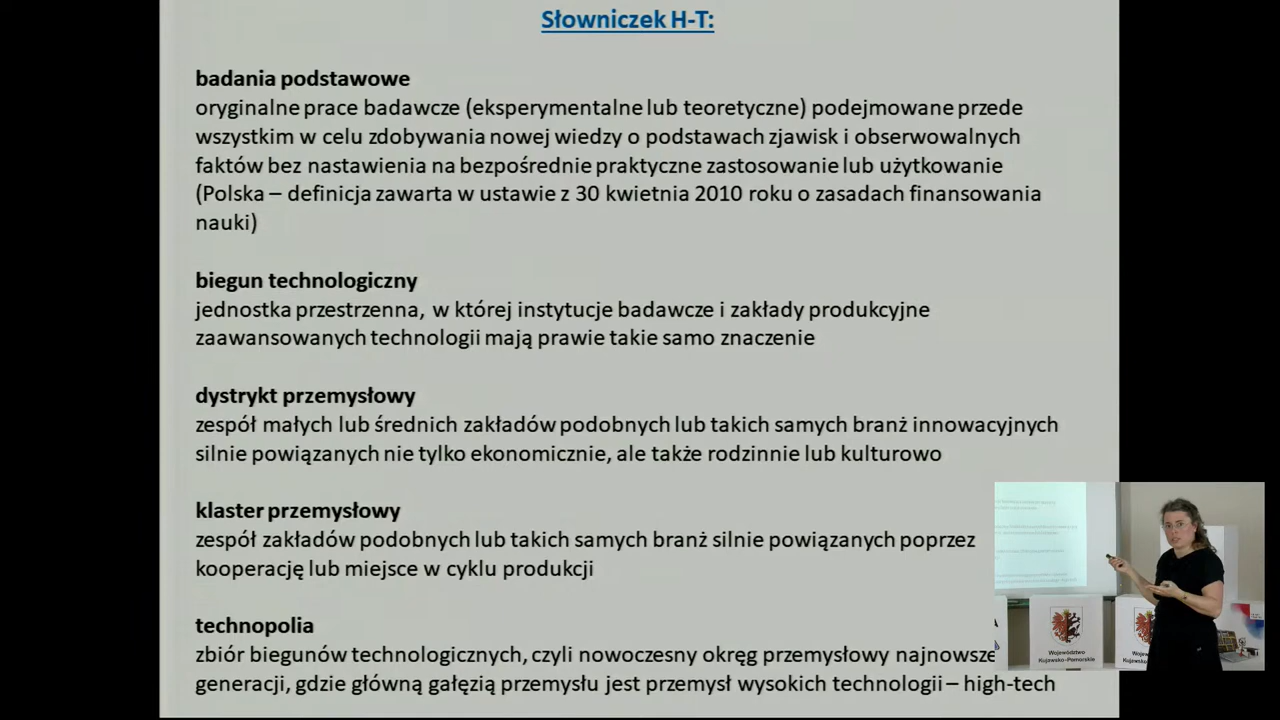 Słowniczek H-T:
badania podstawowe
oryginalne prace badawcze (eksperymentalne lub teoretyczne) podejmowane przede
wszystkim w celu zdobywania nowej wiedzy o podstawach zjawisk i obserwowalnych
faktów bez nastawienia na bezpośrednie praktyczne zastosowanie lub użytkowanie
(Polska – definicja zawarta w ustawie z 30 kwietnia 2010 roku o zasadach finansowania
nauki)
biegun technologiczny
jednostka przestrzenna, w której instytucje badawcze i zakłady produkcyjne
zaawansowanych technologii mają prawie takie samo znaczenie
dystrykt przemysłowy
zespół małych lub średnich zakładów podobnych lub takich samych branż innowacyjnych
silnie powiązanych nie tylko ekonomicznie, ale także rodzinnie lub kulturowo
klaster przemysłowy
zespół zakładów podobnych lub takich samych branż silnie powiązanych poprzez
kooperację lub miejsce w cyklu produkcji
technopolia
zbiór biegunów technologicznych, czyli nowoczesny okręg przemysłowy najnowsze
generacji, gdzie główną gałęzią przemysłu jest przemysł wysokich technologii – high-tech
Województwo
Kujawsko-Pomorskie